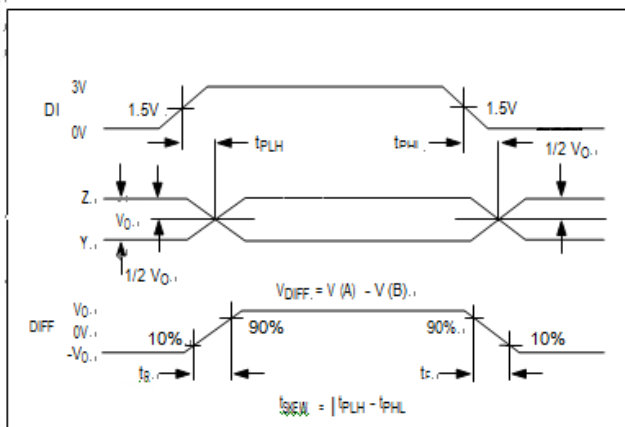 3V
DI
1.5V
1.5V
0V
tPLH
tPHL
1/2 VO
Z
VO
Y
1/2 VO
VDIFF = V (A) - V (B)
VO
DIFF
0V
-VO
10%
90%
90%
10%
tR
tF
tSKEW = | tPLH - tPHL